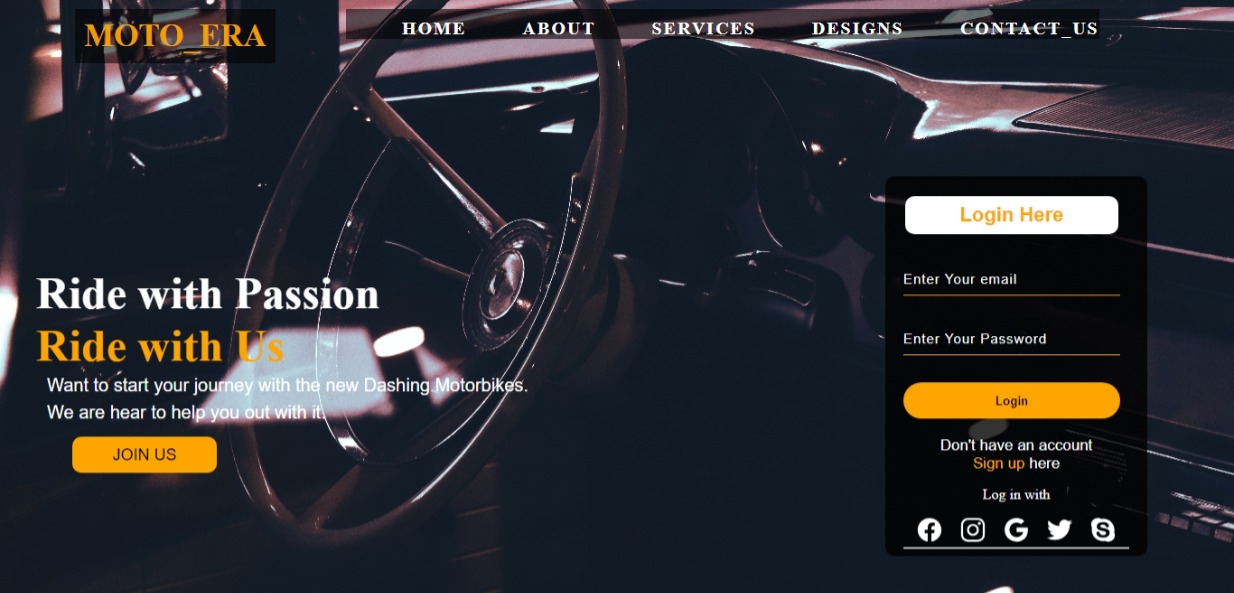 MOTO_ERA
HOME ABOUT SERVICES DESIGNS CONTACT_US
Ride with Passion
Ride with Us
Want to start your journey with the new Dashing Motorbikes.
We are hear to help you out with it.
JOIN US
Login Here
Enter Your email
Enter Your Password
Login
Don't have an account
Sign up here
Log in with